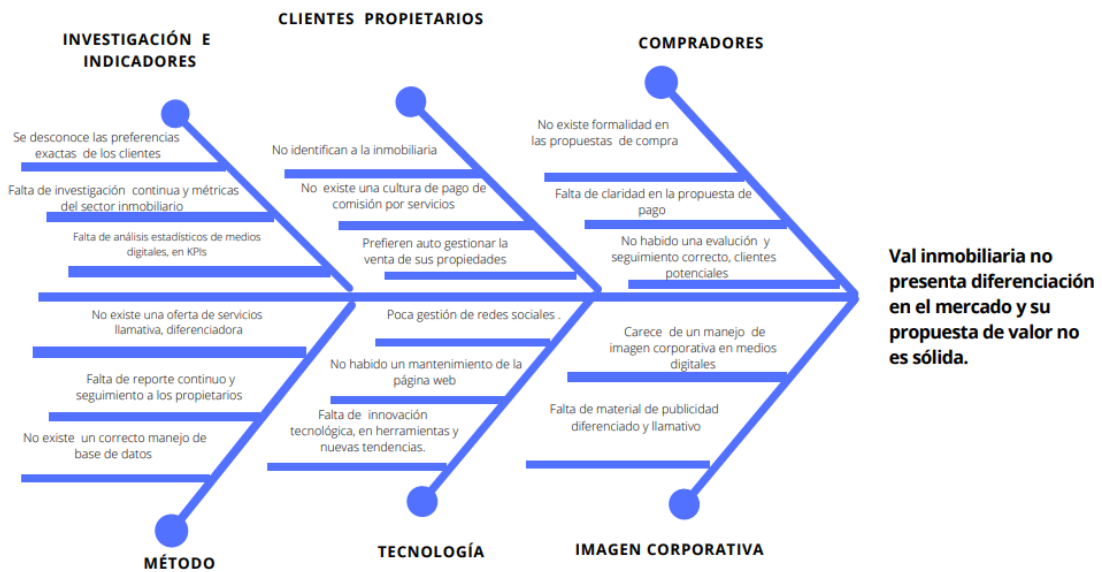 CLIENTES PROPIETARIOS
INVESTIGACIÓN E
INDICADORES
COMPRADORES
Se desconoce las preferencias
exactas de los clientes
Falta de investigación continua y métricas
del sector inmobiliario
Falta de análisis estadísticos de medios
digitales, en KPIs
No identifican a la inmobiliaria
No existe una cultura de pago de
comisión por servicios
Prefieren auto gestionar la
venta de sus propiedades
No existe formalidad en
las propuestas de compra
Falta de claridad en la propuesta de
pago
No habido una evalución y
seguimiento correcto, clientes
potenciales
Val inmobiliaria no
presenta diferenciación
en el mercado y su
propuesta de valor no
es sólida.
No existe una oferta de servicios
llamativa, diferenciadora
Falta de reporte continuo y
seguimiento a los propietarios
No existe un correcto manejo de
base de datos
Poca gestión de redes sociales .
No habido un mantenimiento de la
página web
Falta de innovación
tecnológica, en herramientas y
nuevas tendencias.
Carece de un manejo de
imagen corporativa en medios
digitales
Falta de material de publicidad
diferenciado y llamativo
MÉTODO
TECNOLOGÍA
IMAGEN CORPORATIVA